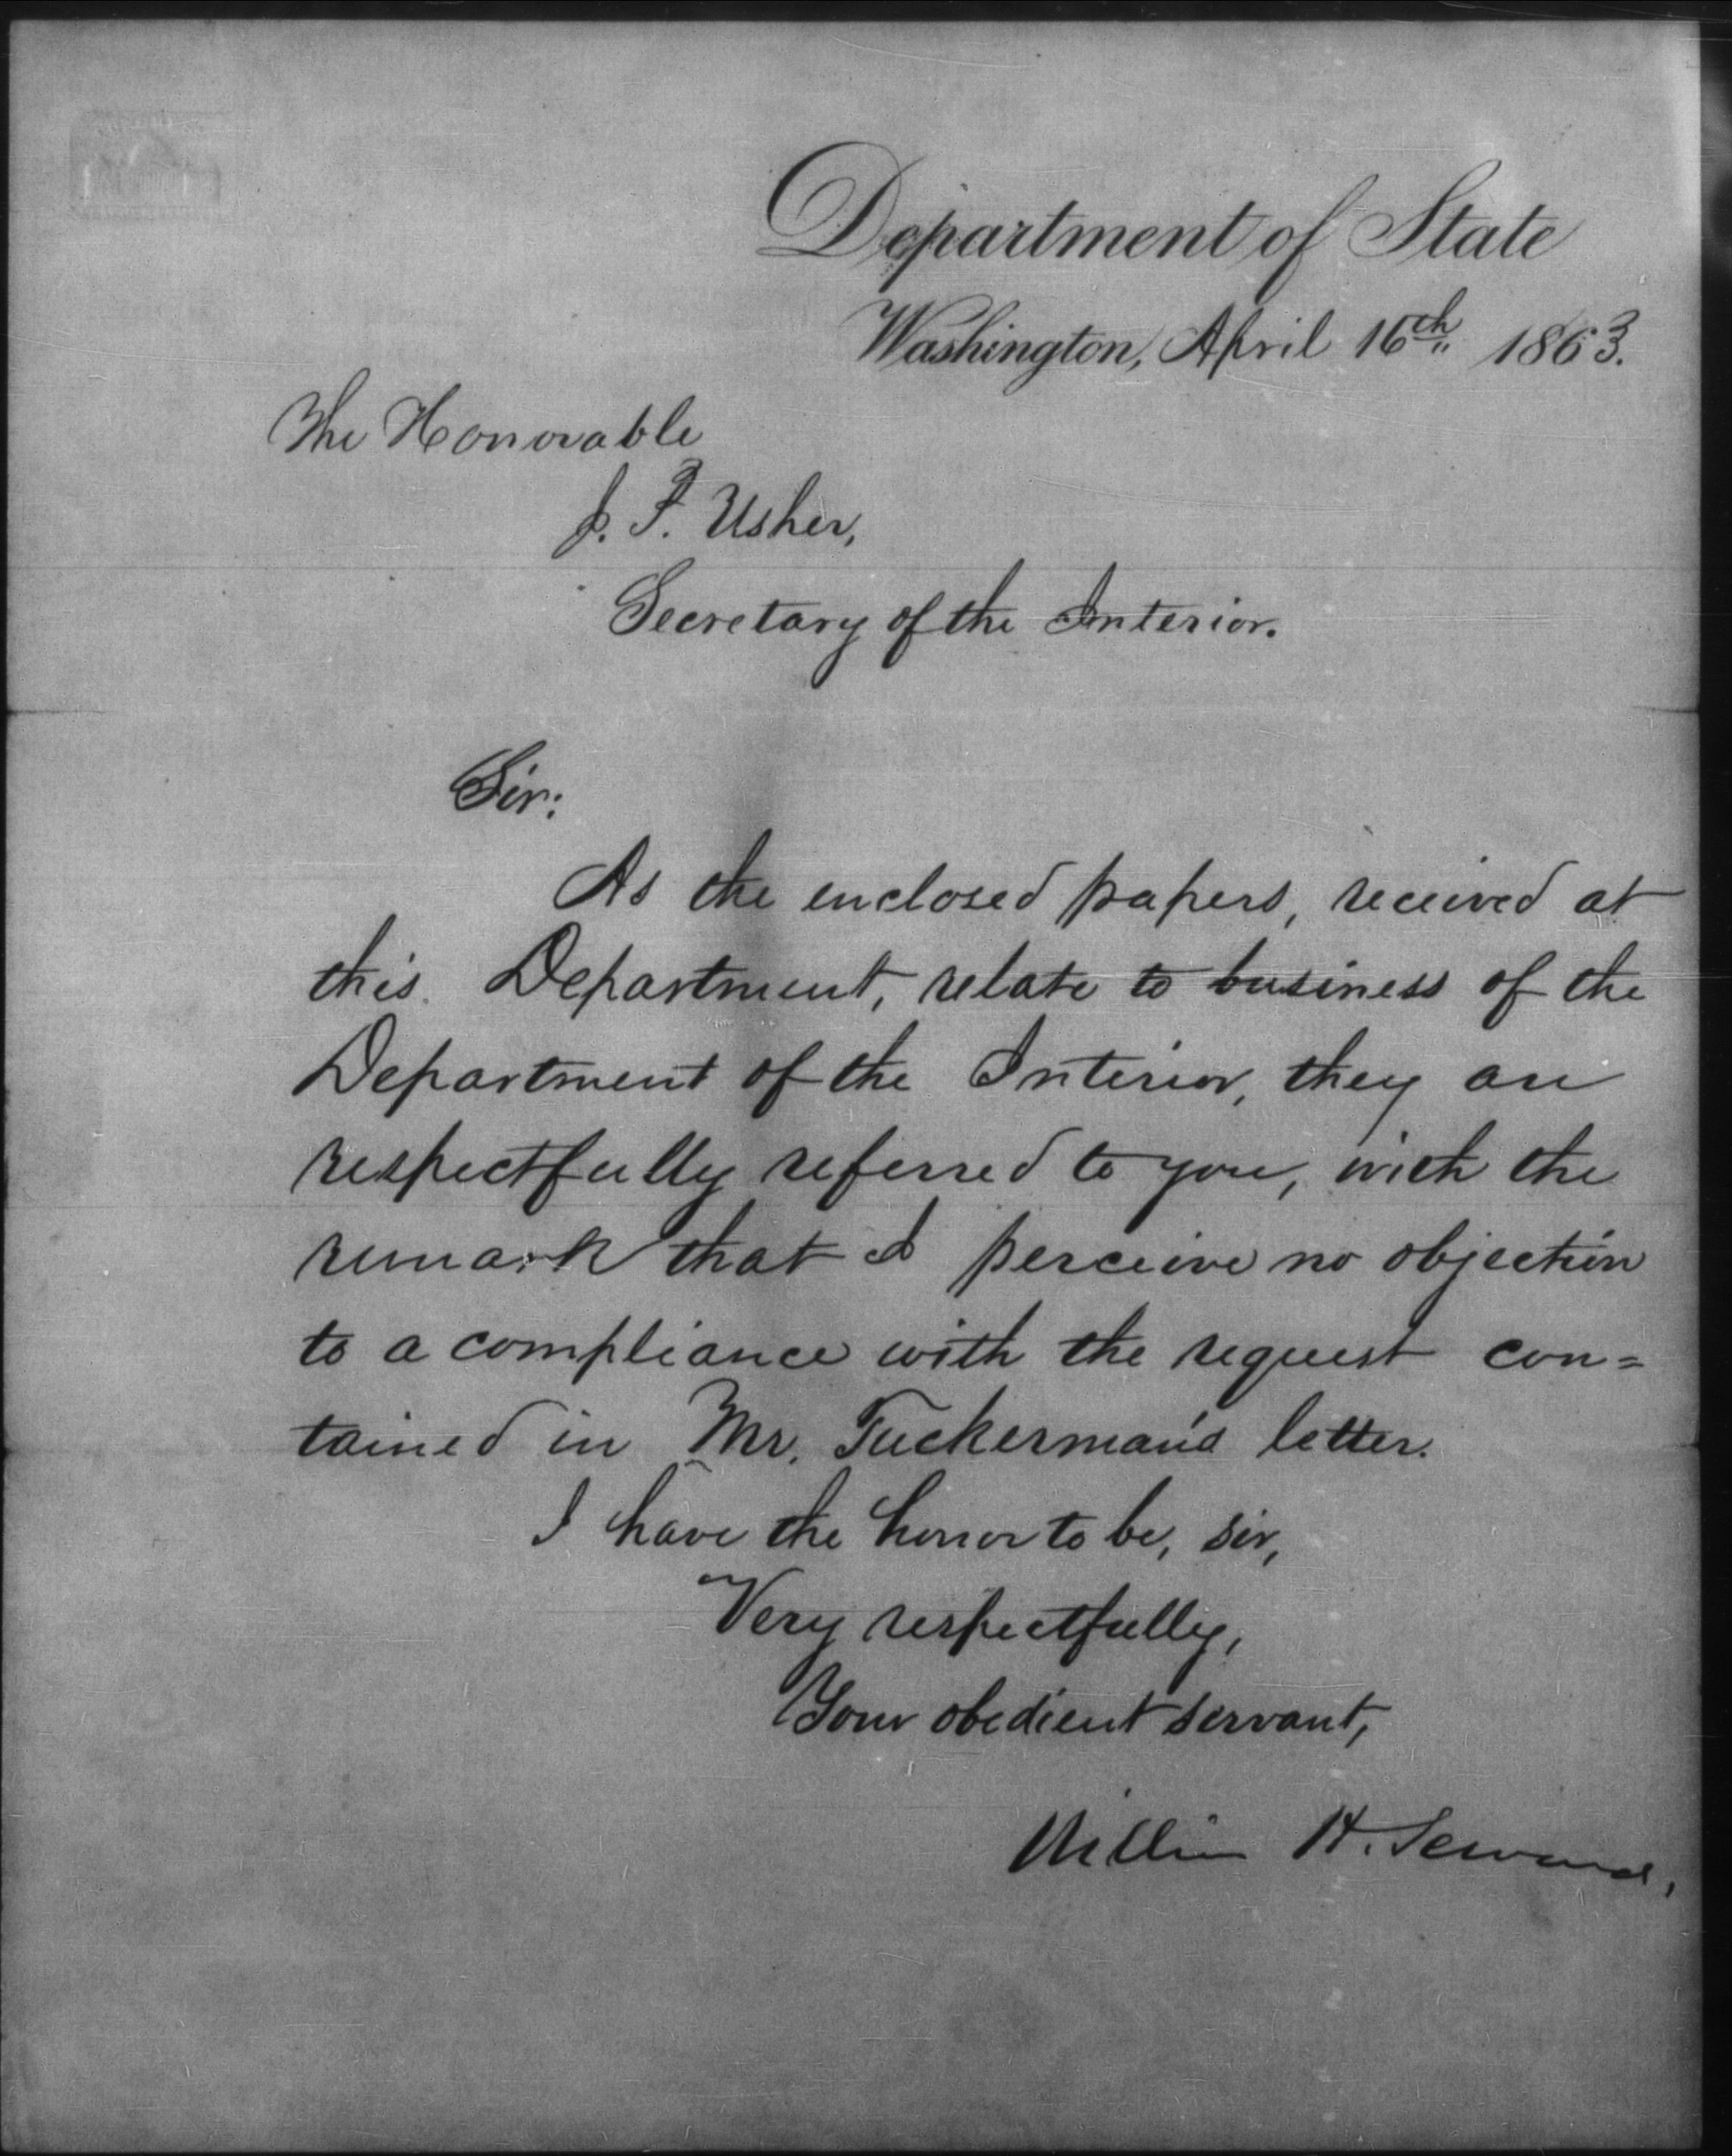 Department of State
Washington, April 16th 1863.
The Honorable
J. P. Usher,
Secretary of the Interior.
Sir:
As the enclosed papers, received at
this Department, relate to business of the
Department of the Interior, they are
respectfully referred to you, with the
remark that I perceive no objection
to a compliance with the request con=
tained in Mr. Tuckerman's letter.
I have the honor to be, sir,
Very respectfully,
Your obedient servant,
William H. Seward,